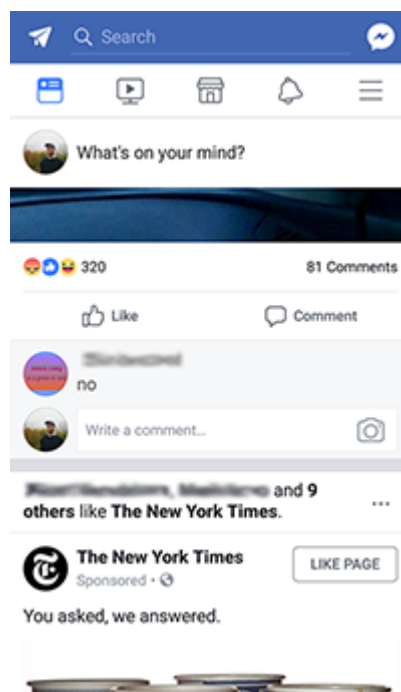 Search
What's on your mind?
320
81 Comments
Like
Comment
no
Write a comment...
and 9
others like The New York Times.
The New York Times
Sponsored
LIKE PAGE
You asked, we answered.